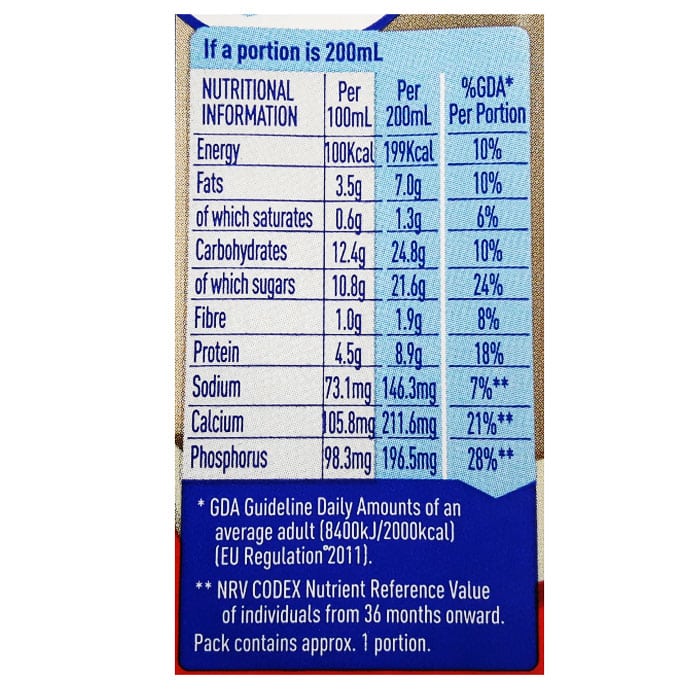 If a portion is 200mL
NUTRITIONAL INFORMATION Per 100mL Per 200mL %GDA* Per Portion
Energy 100Kcal 199Kcal 10%
Fats 3.5g 7.0g 10%
of which saturates 0.6g 1.3g 6%
Carbohydrates 12.4g 24.8g 10%
of which sugars 10.8g 21.6g 24%
Fibre 1.0g 1.9g 8%
Protein 4.5g 8.9g 18%
Sodium 73.1mg 146.3mg 7%**
Calcium 105.8mg 211.6mg 21%**
Phosphorus 98.3mg 196.5mg 28%**
* GDA Guideline Daily Amounts of an
average adult (8400kJ/2000kcal)
(EU Regulation°2011).
** NRV CODEX Nutrient Reference Value
of individuals from 36 months onward.
Pack contains approx. 1 portion.